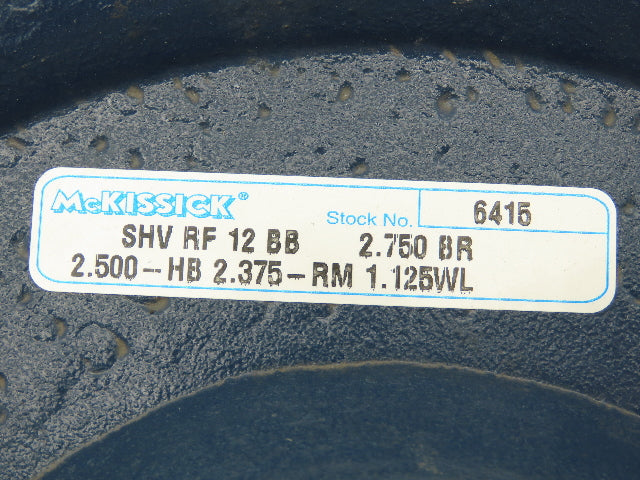 McKISSICK®
Stock No. 6415
SHV RF 12 BB 2.750 BR
2.500-HB 2.375-RM 1.125WL